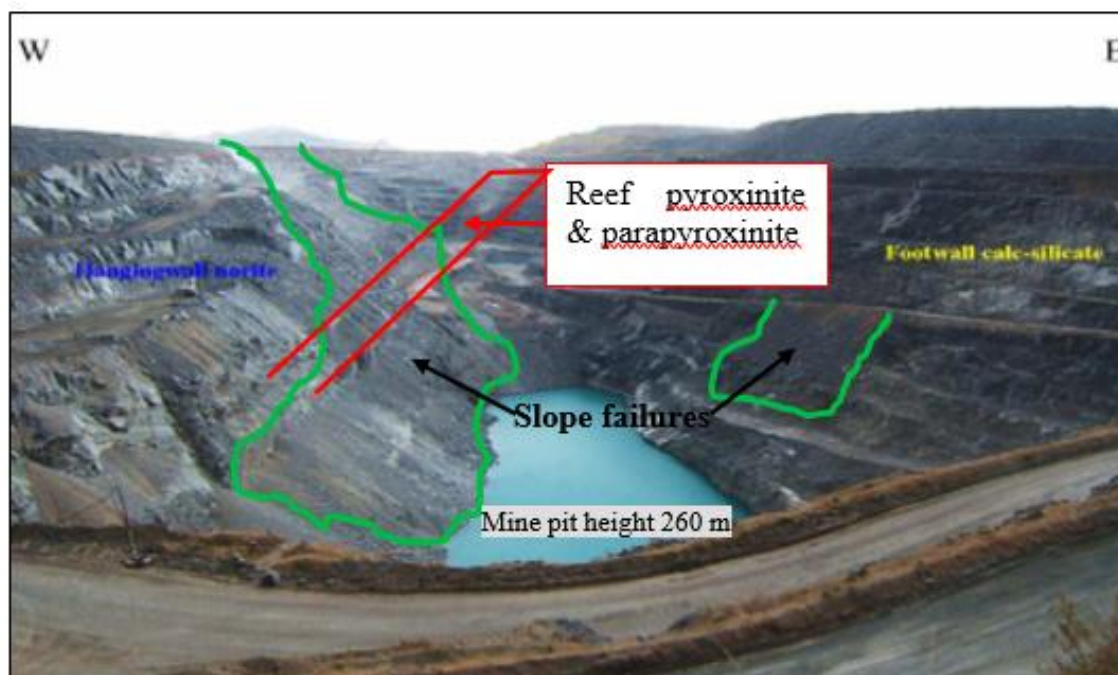 W
E
Reef pyroxinite
& parapyroxinite
Hangingwall norite
Footwall calc-silicate
Slope failures
Mine pit height 260 m